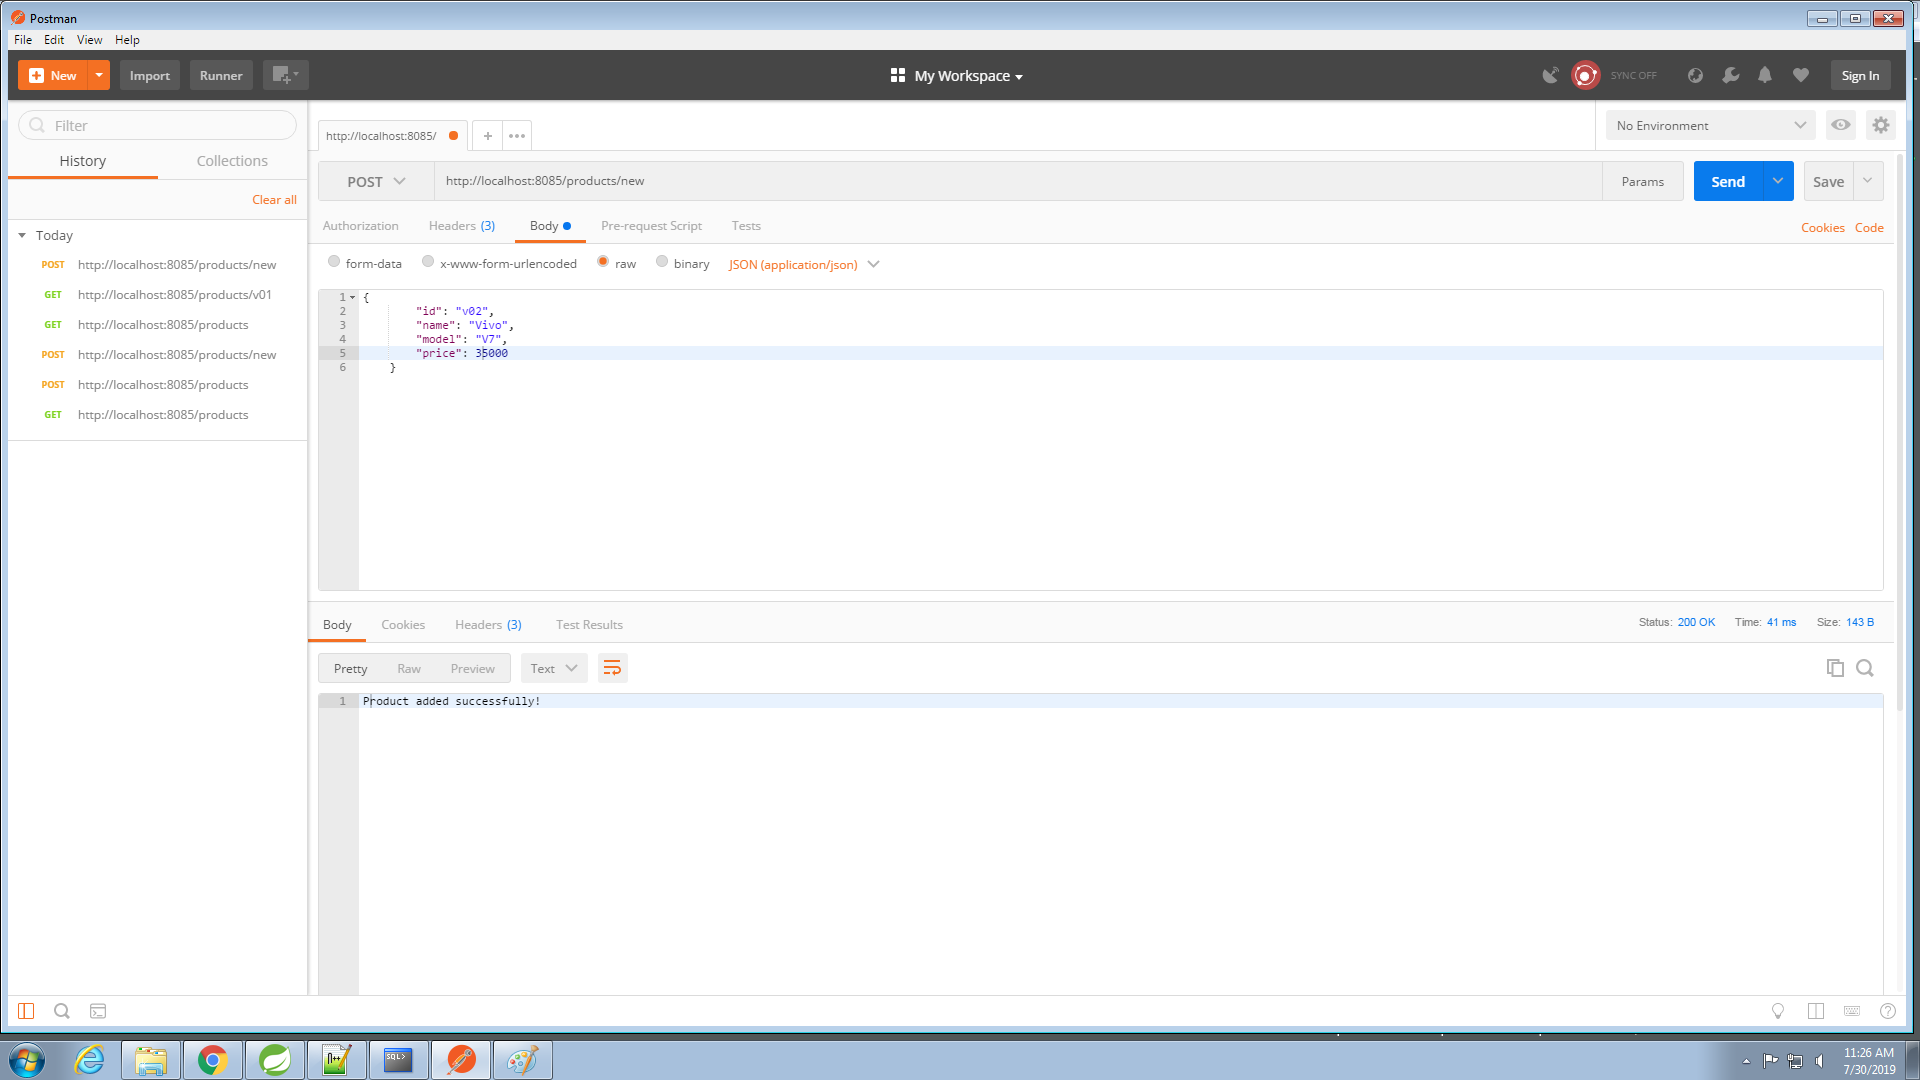 Postman
File Edit View Help
New Import Runner My Workspace SYNC OFF Sign In
Filter
History Collections
Clear all
Today
POST http://localhost:8085/products/new
GET http://localhost:8085/products/v01
GET http://localhost:8085/products
POST http://localhost:8085/products/new
POST http://localhost:8085/products
GET http://localhost:8085/products
http://localhost:8085/ + ••• No Environment
POST http://localhost:8085/products/new Params Send Save
Authorization Headers (3) Body Pre-request Script Tests Cookies Code
form-data x-www-form-urlencoded raw binary JSON (application/json)
1 {
2 "id": "v02",
3 "name": "Vivo",
4 "model": "V7",
5 "price": 35000
6 }
Body Cookies Headers (3) Test Results Status: 200 OK Time: 41 ms Size: 143 B
Pretty Raw Preview Text
1 Product added successfully!
SQL>
11:26 AM
7/30/2019